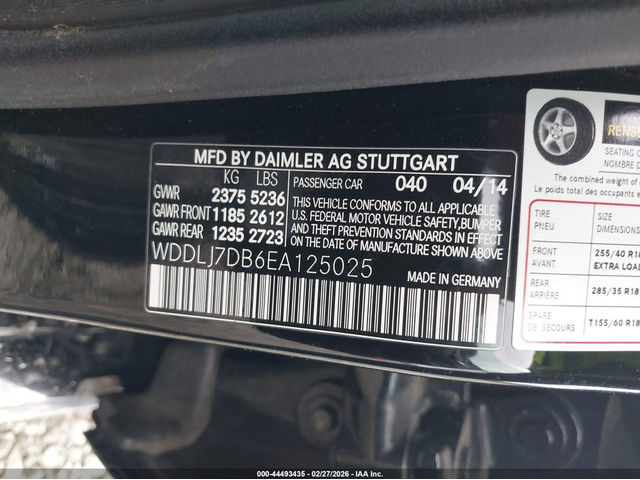 MFD BY DAIMLER AG STUTTGART
KG LBS
GVWR 2375 5236
GAWR FRONT 1185 2612
GAWR REAR 1235 2723
PASSENGER CAR 040 04/14
THIS VEHICLE CONFORMS TO ALL APPLICABLE
U.S. FEDERAL MOTOR VEHICLE SAFETY, BUMPER
AND THEFT PREVENTION STANDARDS IN EFFECT
ON THE DATE OF MANUFACTURE SHOWN ABOVE
WDDLJ7DB6EA125025
MADE IN GERMANY
SEATING
NOMBRE D
The combined weight of
Le poids total des occupants e
TIRE SIZE
PNEU DIMENSIONS
FRONT 255/40 R18
AVANT EXTRA LOAD
REAR 285/35 R18
ARRIÈRE
SPARE T155/60 R18
DE SECOURS
000-44493435 - 02/27/2026 - IAA Inc.